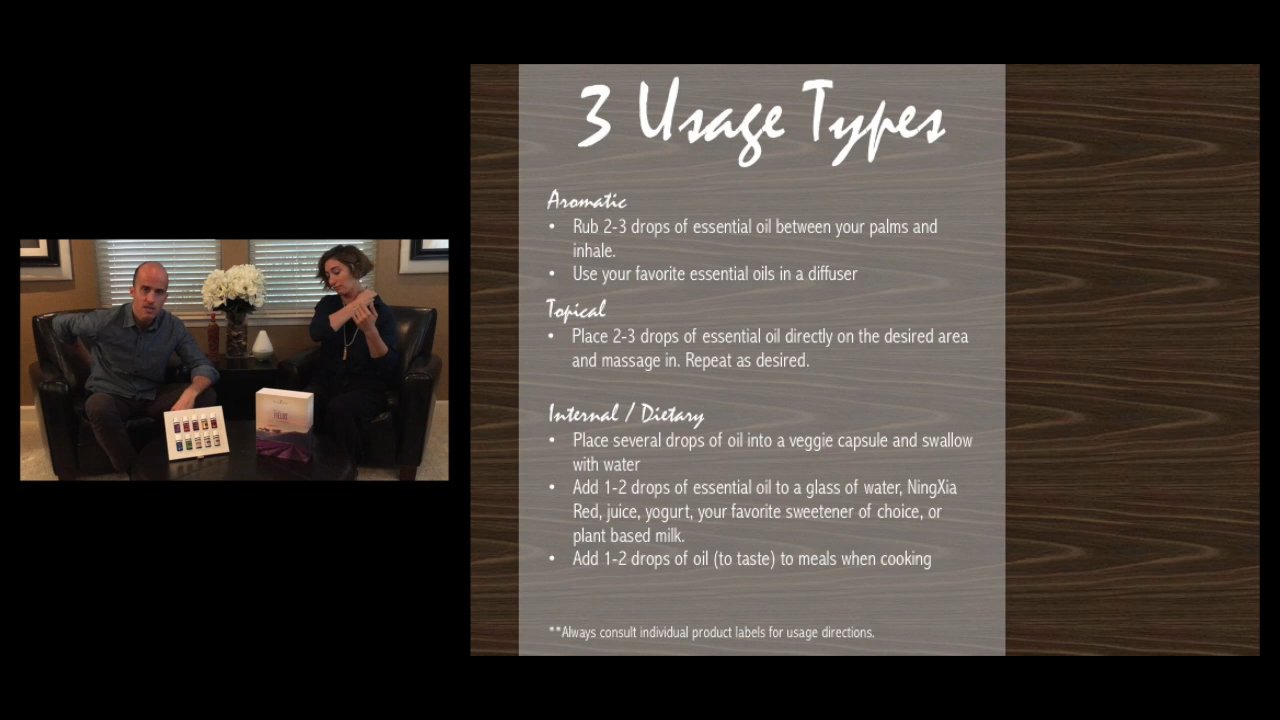 3 Usage Types
Aromatic
• Rub 2-3 drops of essential oil between your palms and
inhale.
• Use your favorite essential oils in a diffuser
Topical
• Place 2-3 drops of essential oil directly on the desired area
and massage in. Repeat as desired.
Internal / Dietary
• Place several drops of oil into a veggie capsule and swallow
with water
• Add 1-2 drops of essential oil to a glass of water, NingXia
Red, juice, yogurt, your favorite sweetener of choice, or
plant based milk.
• Add 1-2 drops of oil (to taste) to meals when cooking
**Always consult individual product labels for usage directions.